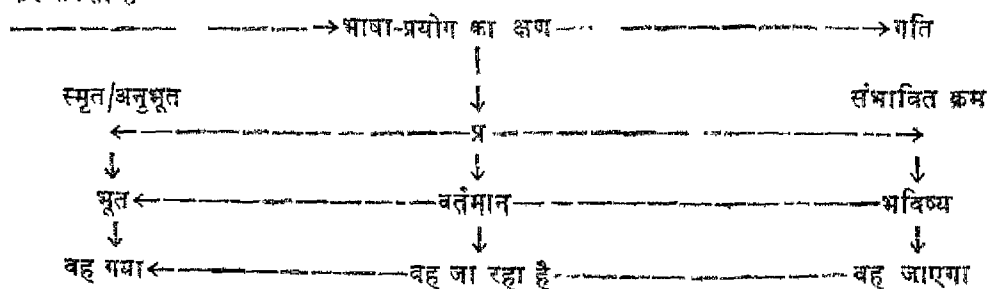 भाषा-प्रयोग का क्षण गति
स्मृत/अनुभूत संभावित क्रम
प्र
भूत वर्तमान भविष्य
वह गया वह जा रहा है वह जाएगा